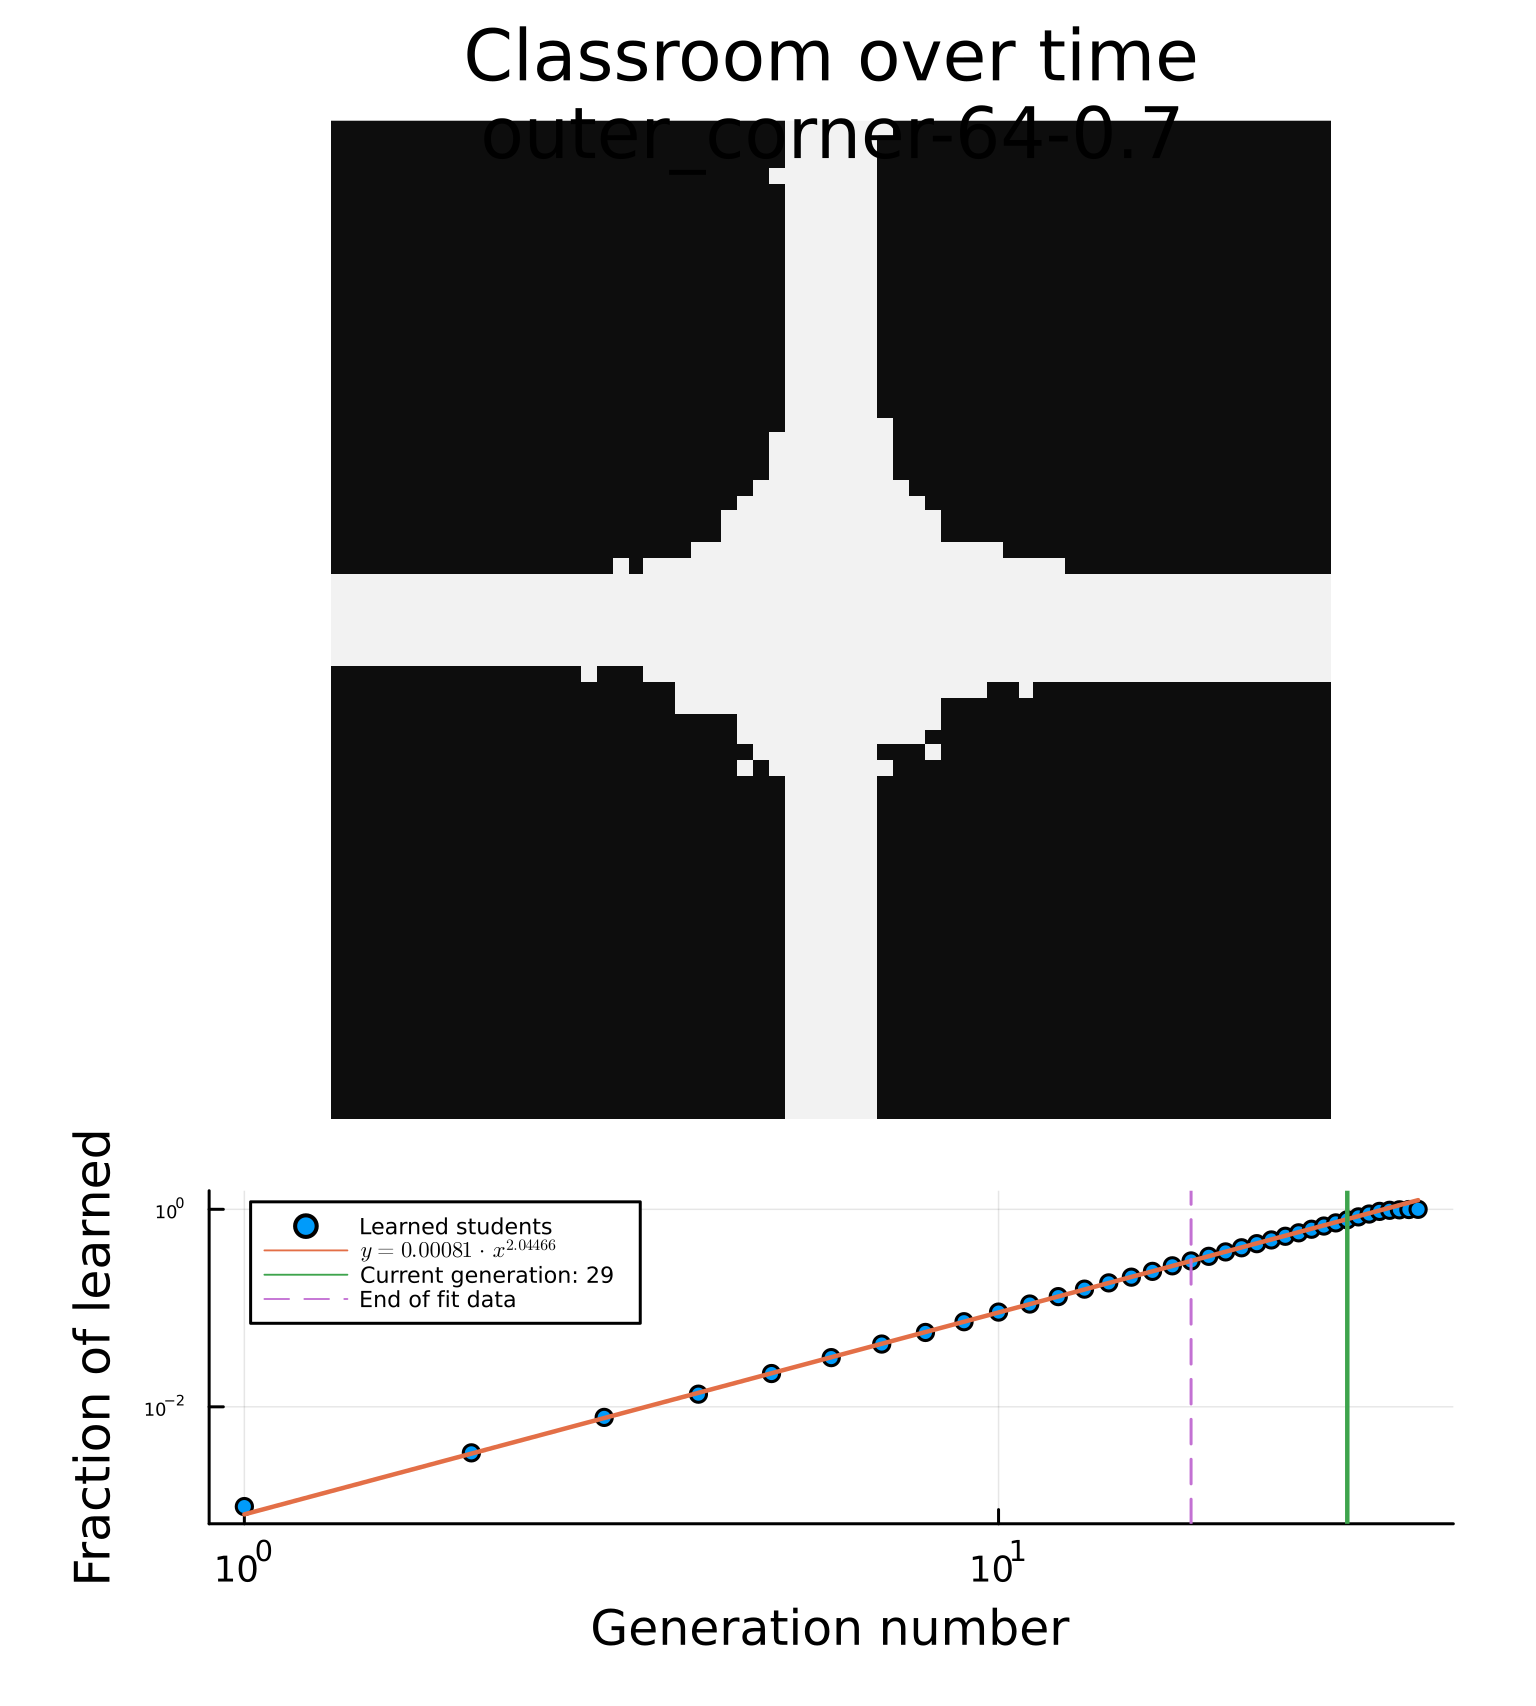 Classroom over time
outer_corner-64-0.7
Fraction of learned
10⁰
10⁻²
Learned students
y = 0.00081 · x^2.04466
Current generation: 29
End of fit data
10⁰
10¹
Generation number